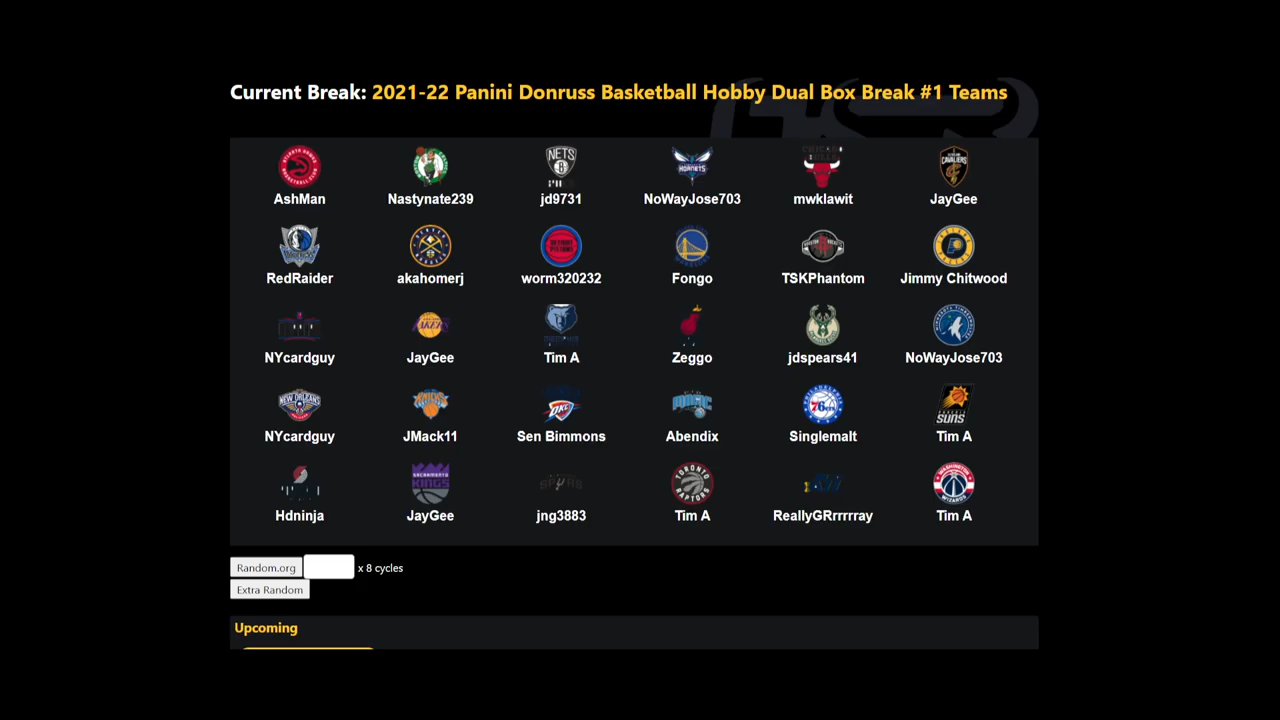 Current Break: 2021-22 Panini Donruss Basketball Hobby Dual Box Break #1 Teams
AshMan Nastynate239 jd9731 NoWayJose703 mwklawit JayGee
RedRaider akahomerj worm320232 Fongo TSKPhantom Jimmy Chitwood
NYcardguy JayGee Tim A Zeggo jdspears41 NoWayJose703
NYcardguy JMack11 Sen Bimmons Abendix Singlemalt Tim A
Hdninja JayGee jng3883 Tim A ReallyGRrrrrray Tim A
Random.org x 8 cycles
Extra Random
Upcoming